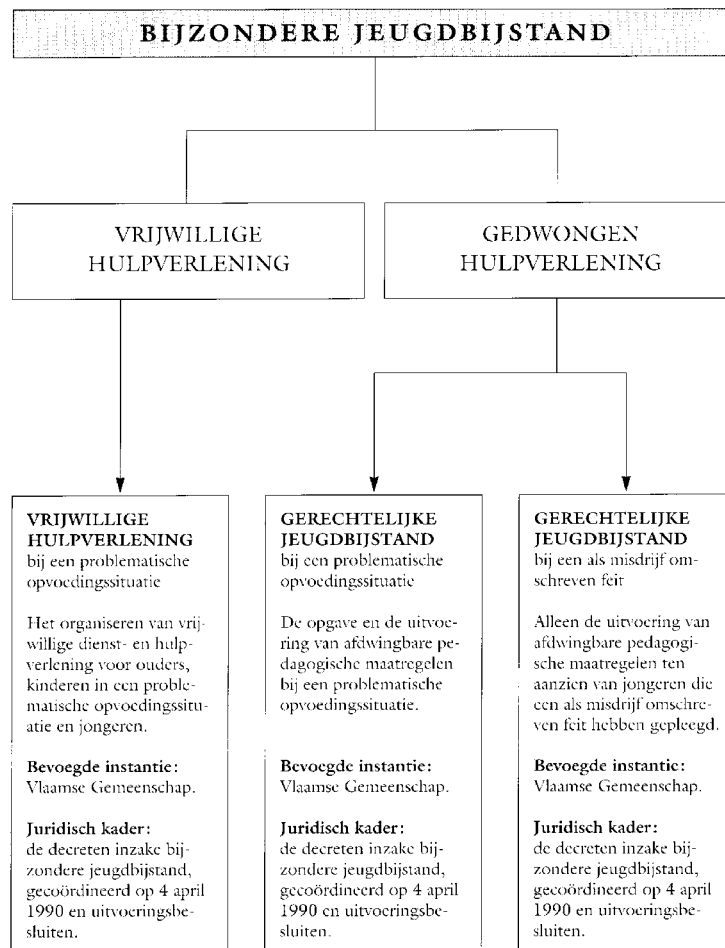 BIJZONDERE JEUGDBIJSTAND
VRIJWILLIGE
HULPVERLENING
GEDWONGEN
HULPVERLENING
VRIJWILLIGE
HULPVERLENING
bij een problematische
opvoedingssituatie
Het organiseren van vrij-
willige dienst- en hulp-
verlening voor ouders,
kinderen in een proble-
matische opvoedingssitu-
atie en jongeren.
Bevoegde instantie:
Vlaamse Gemeenschap.
Juridisch kader:
de decreten inzake bij-
zondere jeugdbijstand,
gecoördineerd op 4 april
1990 en uitvoeringsbe-
sluiten.
GERECHTELIJKE
JEUGDBIJSTAND
bij een problematische
opvoedingssituatie
De opgave en de uitvoe-
ring van afdwingbare pe-
dagogische maatregelen
bij een problematische
opvoedingssituatie.
Bevoegde instantie:
Vlaamse Gemeenschap.
Juridisch kader:
de decreten inzake bij-
zondere jeugdbijstand,
gecoördineerd op 4 april
1990 en uitvoeringsbe-
sluiten.
GERECHTELIJKE
JEUGDBIJSTAND
bij een als misdrijf om-
schreven feit
Alleen de uitvoering van
afdwingbare pedagogi-
sche maatregelen ten
aanzien van jongeren die
een als misdrijf omschre-
ven feit hebben gepleegd.
Bevoegde instantie:
Vlaamse Gemeenschap.
Juridisch kader:
de decreten inzake bij-
zondere jeugdbijstand,
gecoördineerd op 4 april
1990 en uitvoeringsbe-
sluiten.